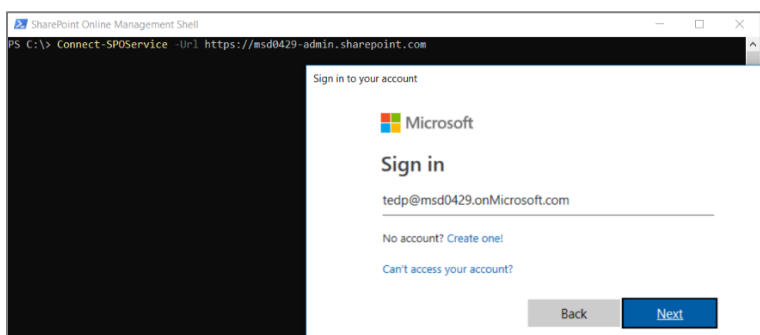 SharePoint Online Management Shell
PS C:\> Connect-SPOService -Url https://msd0429-admin.sharepoint.com
Sign in to your account
Microsoft
Sign in
tedp@msd0429.onMicrosoft.com
No account? Create one!
Can't access your account?
Back Next